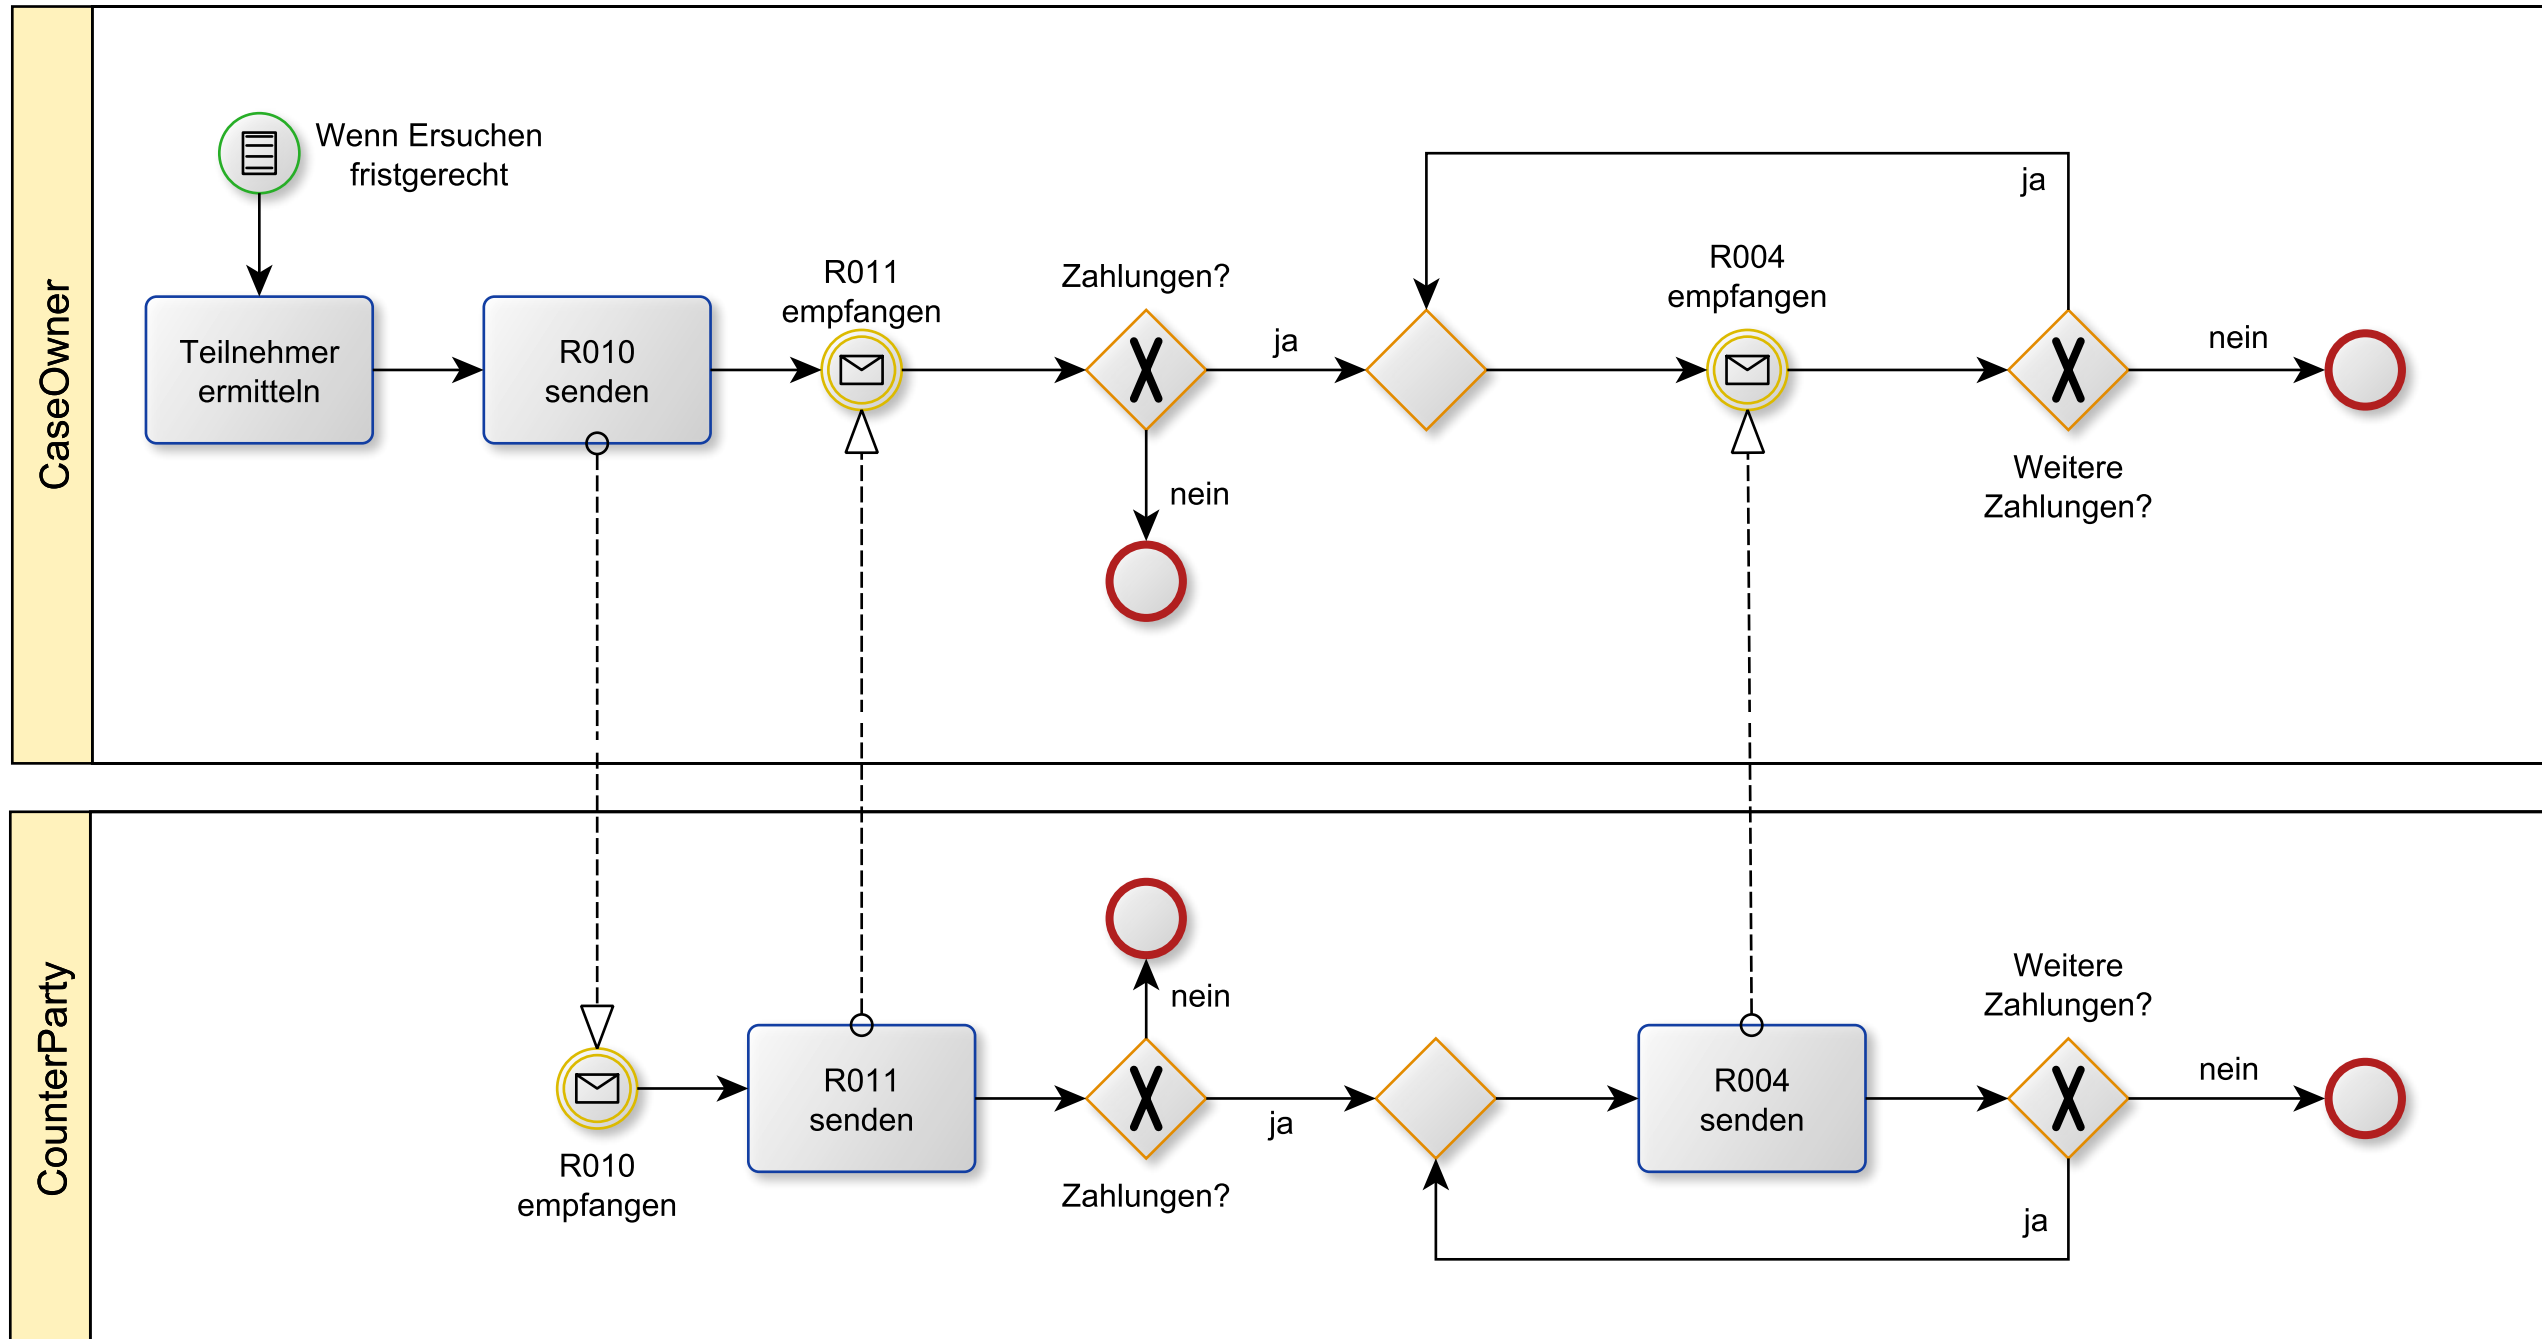 CaseOwner
Wenn Ersuchen
fristgerecht
Teilnehmer
ermitteln
R010
senden
R011
empfangen
Zahlungen?
ja
nein
R004
empfangen
ja
Weitere
Zahlungen?
nein
CounterParty
R010
empfangen
R011
senden
nein
Zahlungen?
ja
R004
senden
Weitere
Zahlungen?
nein
ja